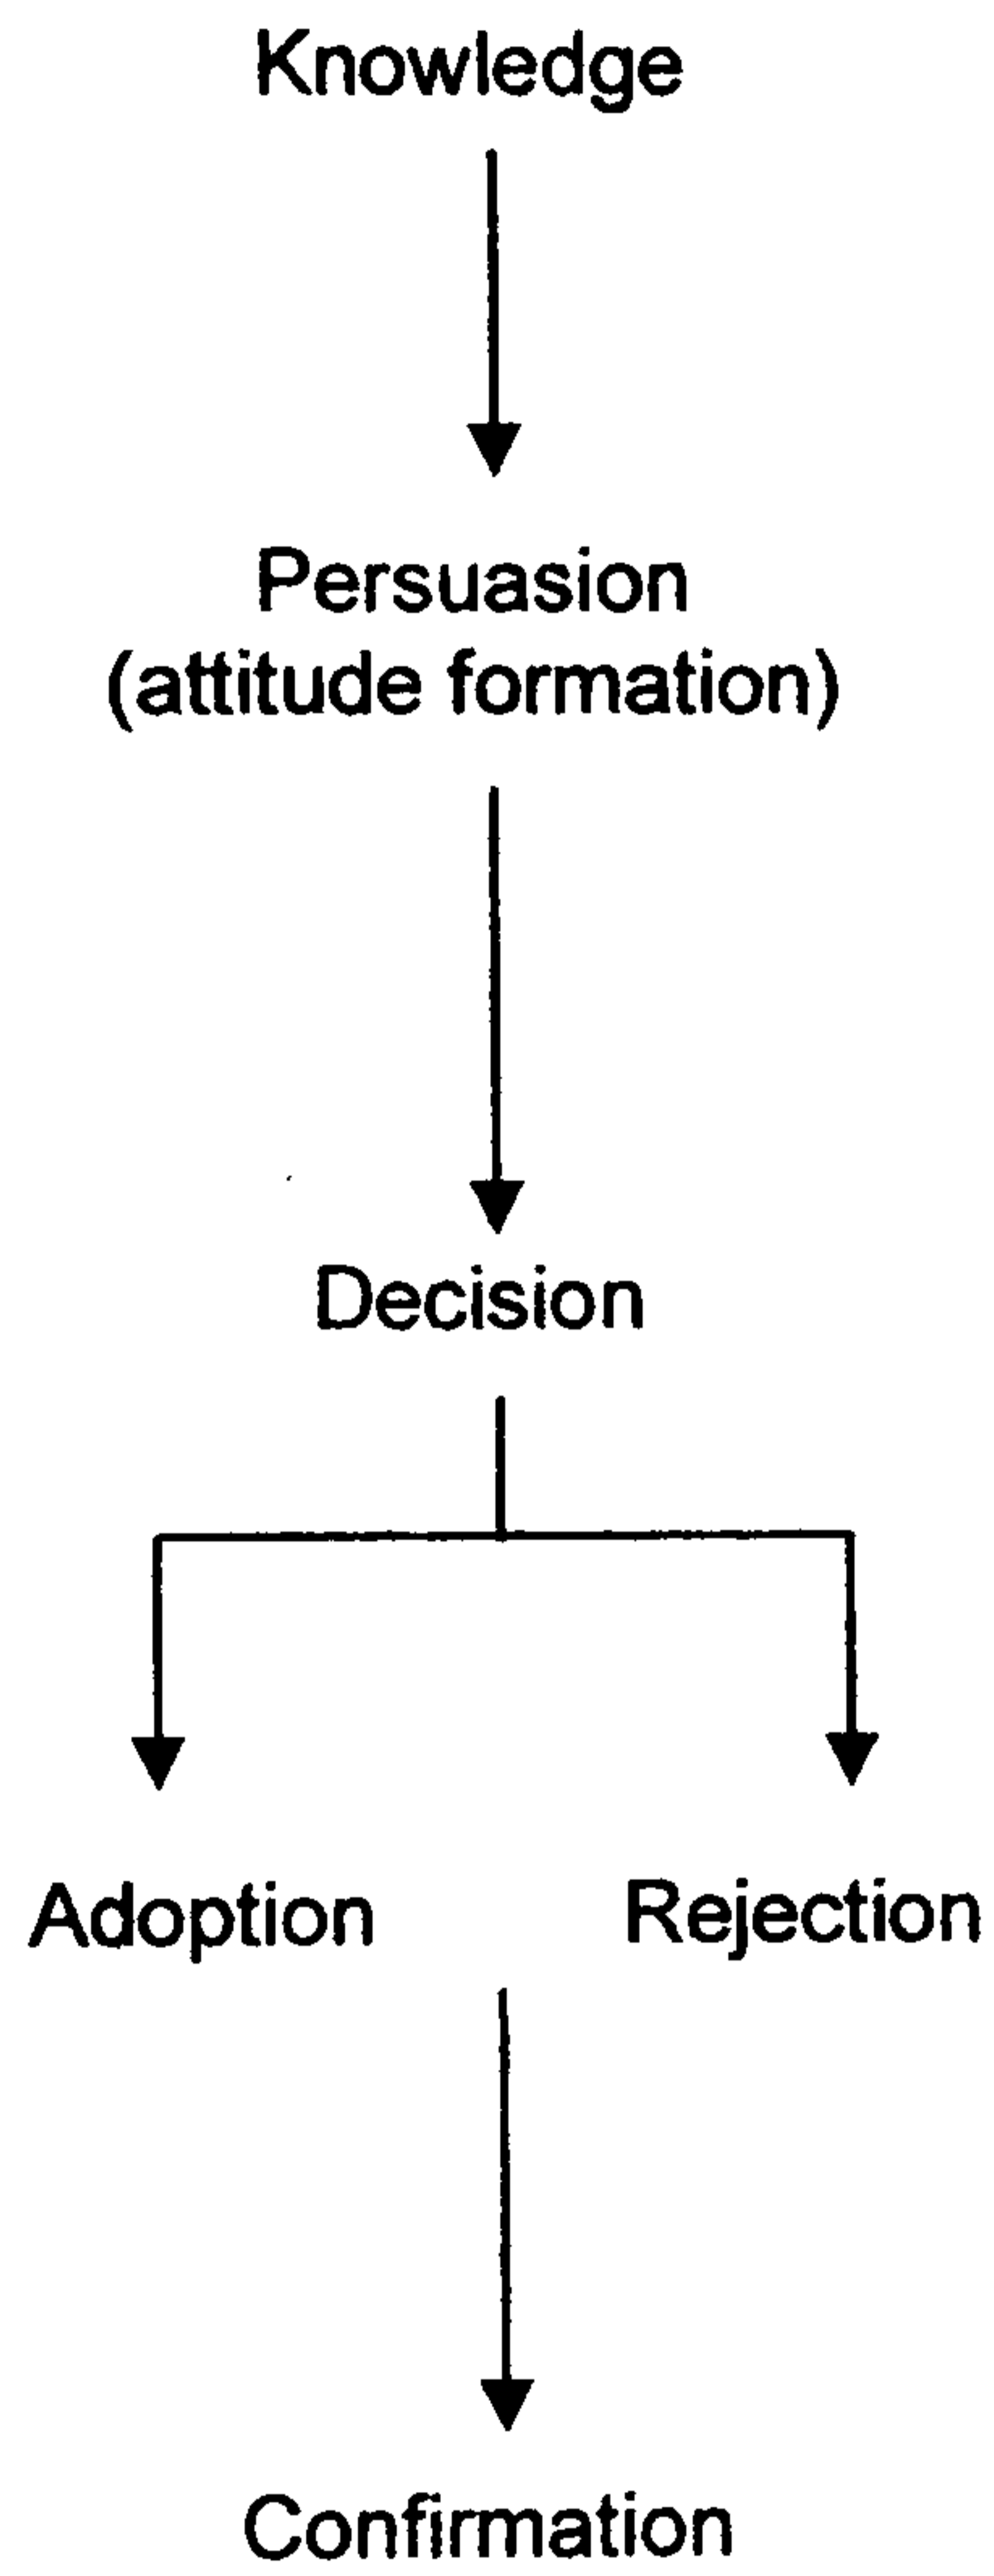 Knowledge
Persuasion
(attitude formation)
Decision
Adoption
Rejection
Confirmation